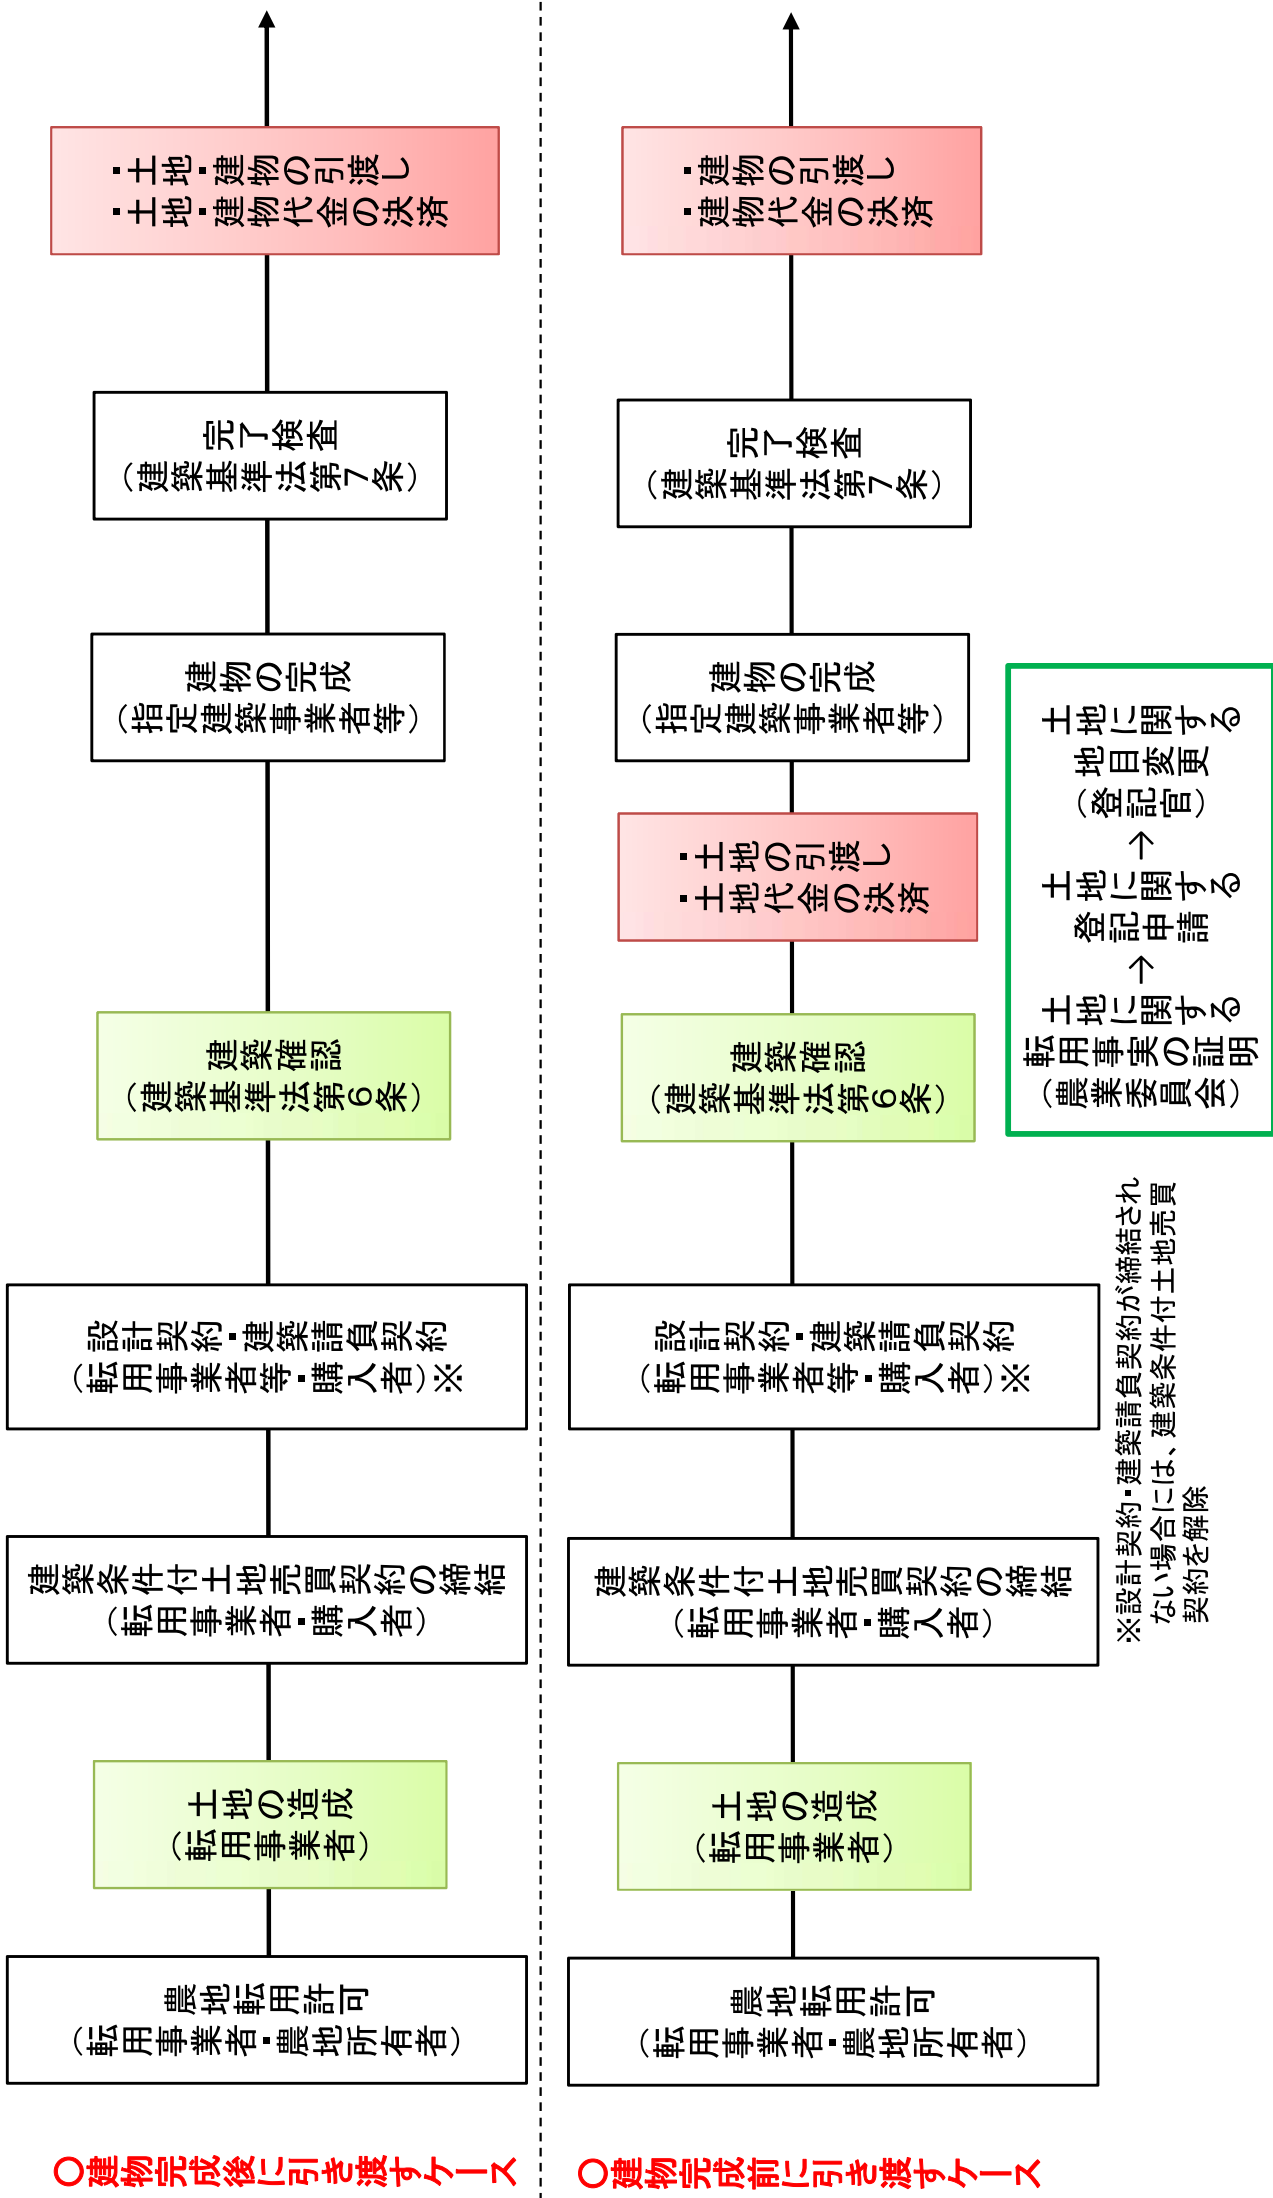 ○建物完成後に引き渡すケース
農地転用許可
（転用事業者・農地所有者）
土地の造成
（転用事業者）
建築条件付土地売買契約の締結
（転用事業者・購入者）
設計契約・建築請負契約
（転用事業者等・購入者）※
建築確認
（建築基準法第６条）
建物の完成
（指定建築事業者等）
完了検査
（建築基準法第７条）
・土地・建物の引渡し
・土地・建物代金の決済
○建物完成前に引き渡すケース
農地転用許可
（転用事業者・農地所有者）
土地の造成
（転用事業者）
建築条件付土地売買契約の締結
（転用事業者・購入者）
設計契約・建築請負契約
（転用事業者等・購入者）※
建築確認
（建築基準法第６条）
・土地の引渡し
・土地代金の決済
建物の完成
（指定建築事業者等）
完了検査
（建築基準法第７条）
・建物の引渡し
・建物代金の決済
※設計契約・建築請負契約が締結され
ない場合には、建築条件付土地売買
契約を解除
土地に関する
転用事実の証明
（農業委員会）
→
土地に関する
登記申請
→
土地に関する
地目変更
（登記官）